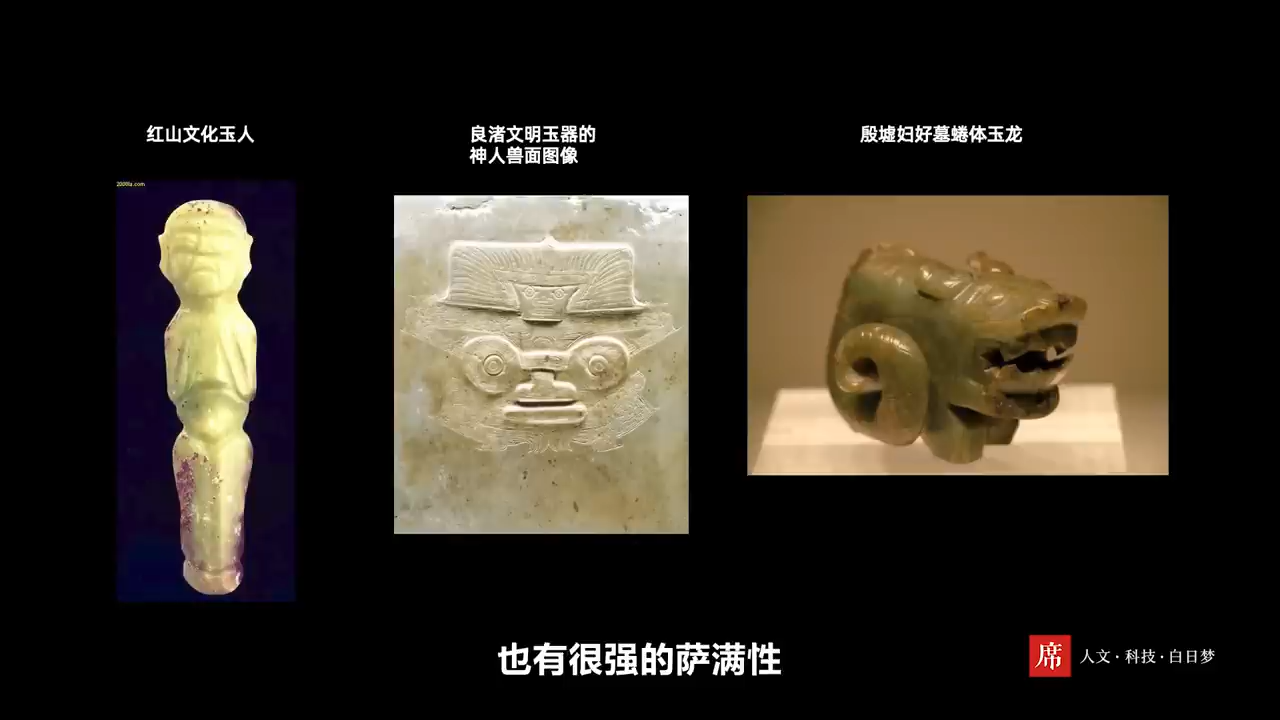 红山文化玉人
良渚文明玉器的
神人兽面图像
殷墟妇好墓蜷体玉龙
也有很强的萨满性
席 人文·科技·白日梦